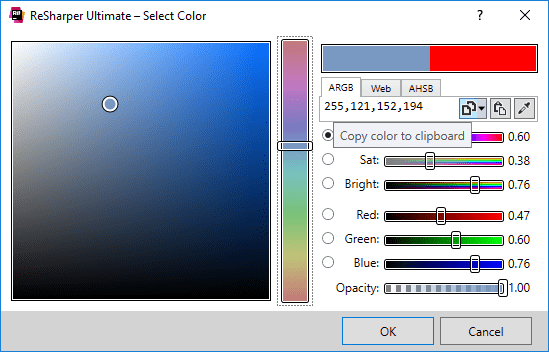 ReSharper Ultimate – Select Color
ARGB Web AHSB
255,121,152,194
Copy color to clipboard
0.60
Sat: 0.38
Bright: 0.76
Red: 0.47
Green: 0.60
Blue: 0.76
Opacity: 1.00
OK Cancel